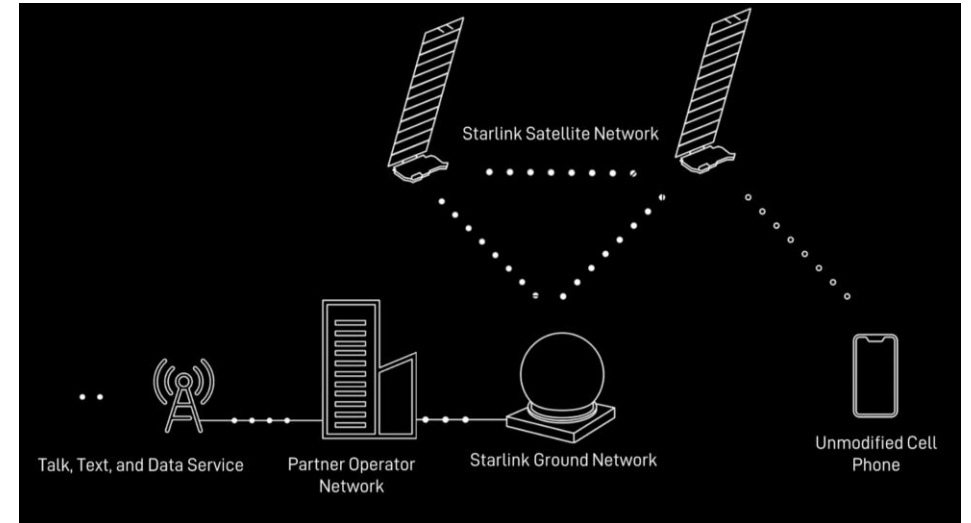 Starlink Satellite Network
Talk, Text, and Data Service
Partner Operator
Network
Starlink Ground Network
Unmodified Cell
Phone